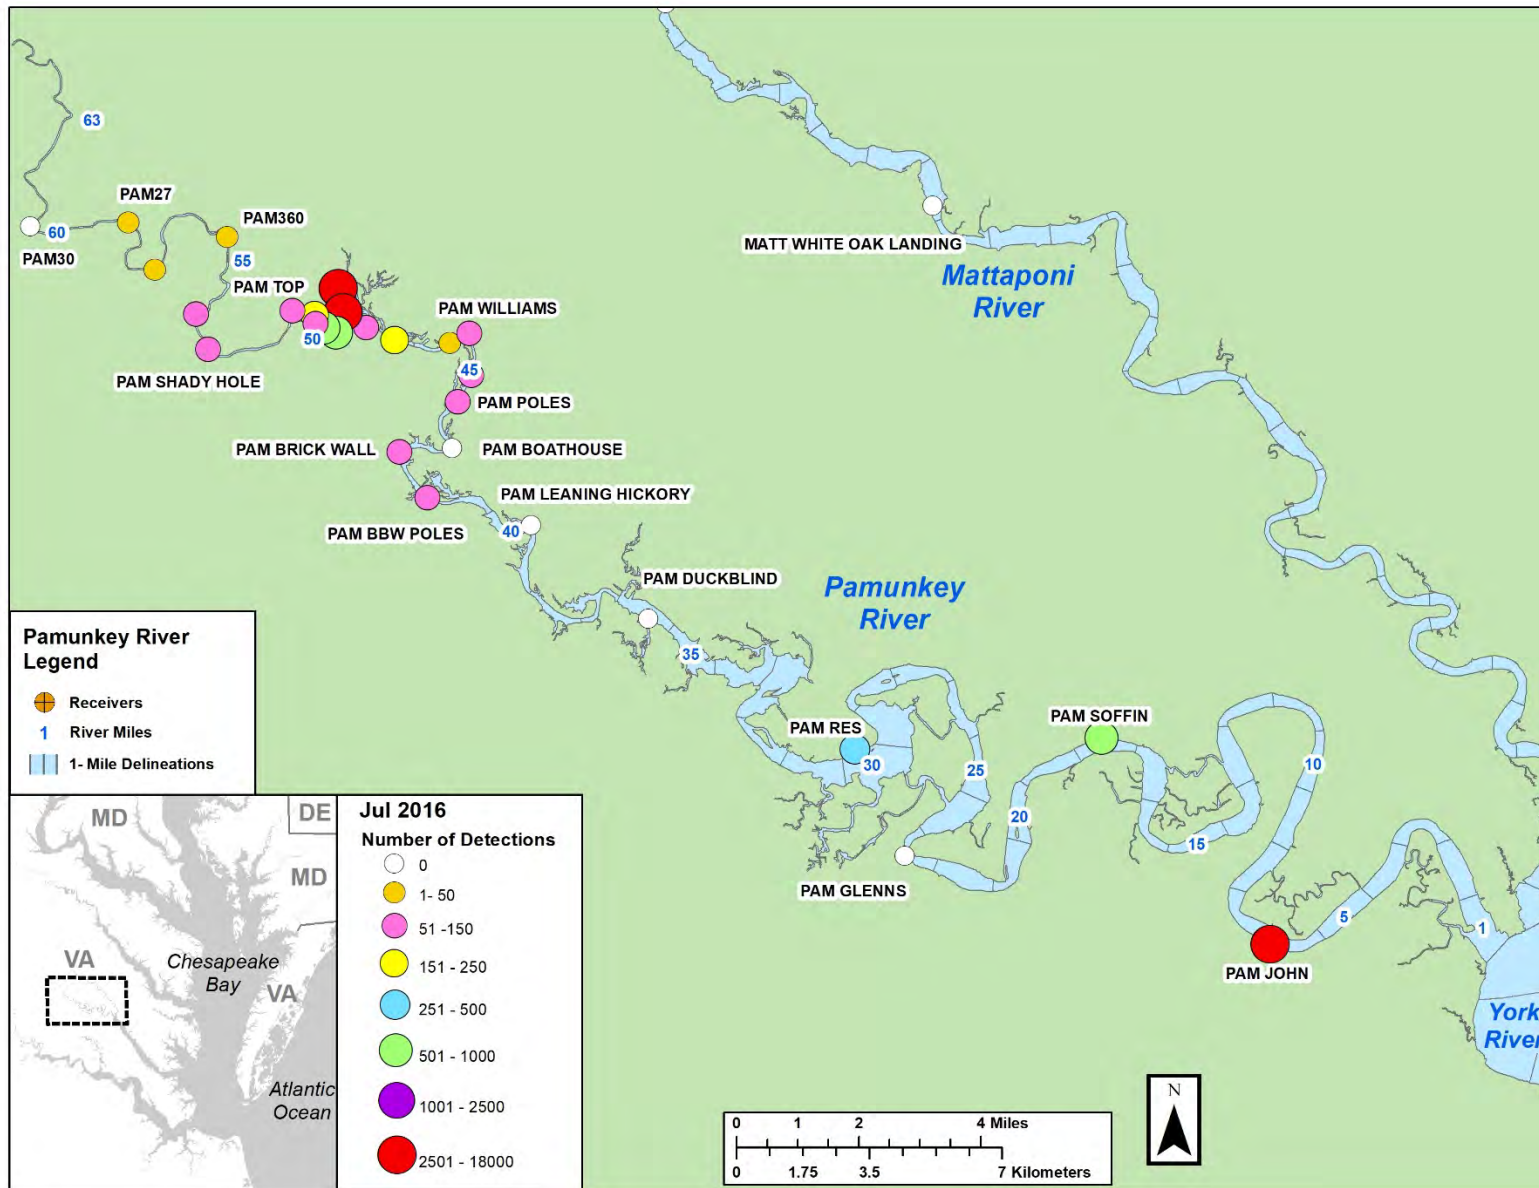 63
PAM27
PAM360
60
PAM30
55
MATT WHITE OAK LANDING
Mattaponi
River
PAM TOP
PAM WILLIAMS
50
PAM SHADY HOLE
45
PAM POLES
PAM BRICK WALL
PAM BOATHOUSE
PAM LEANING HICKORY
PAM BBW POLES
40
PAM DUCKBLIND
Pamunkey
River
35
PAM RES
PAM SOFFIN
30
25
10
20
15
PAM GLENNS
5
1
PAM JOHN
York
River
Pamunkey River
Legend
Receivers
1 River Miles
1- Mile Delineations
MD
DE
MD
VA
Chesapeake
Bay
VA
Atlantic
Ocean
Jul 2016
Number of Detections
0
1- 50
51 -150
151 - 250
251 - 500
501 - 1000
1001 - 2500
2501 - 18000
0 1 2 4 Miles
0 1.75 3.5 7 Kilometers
N